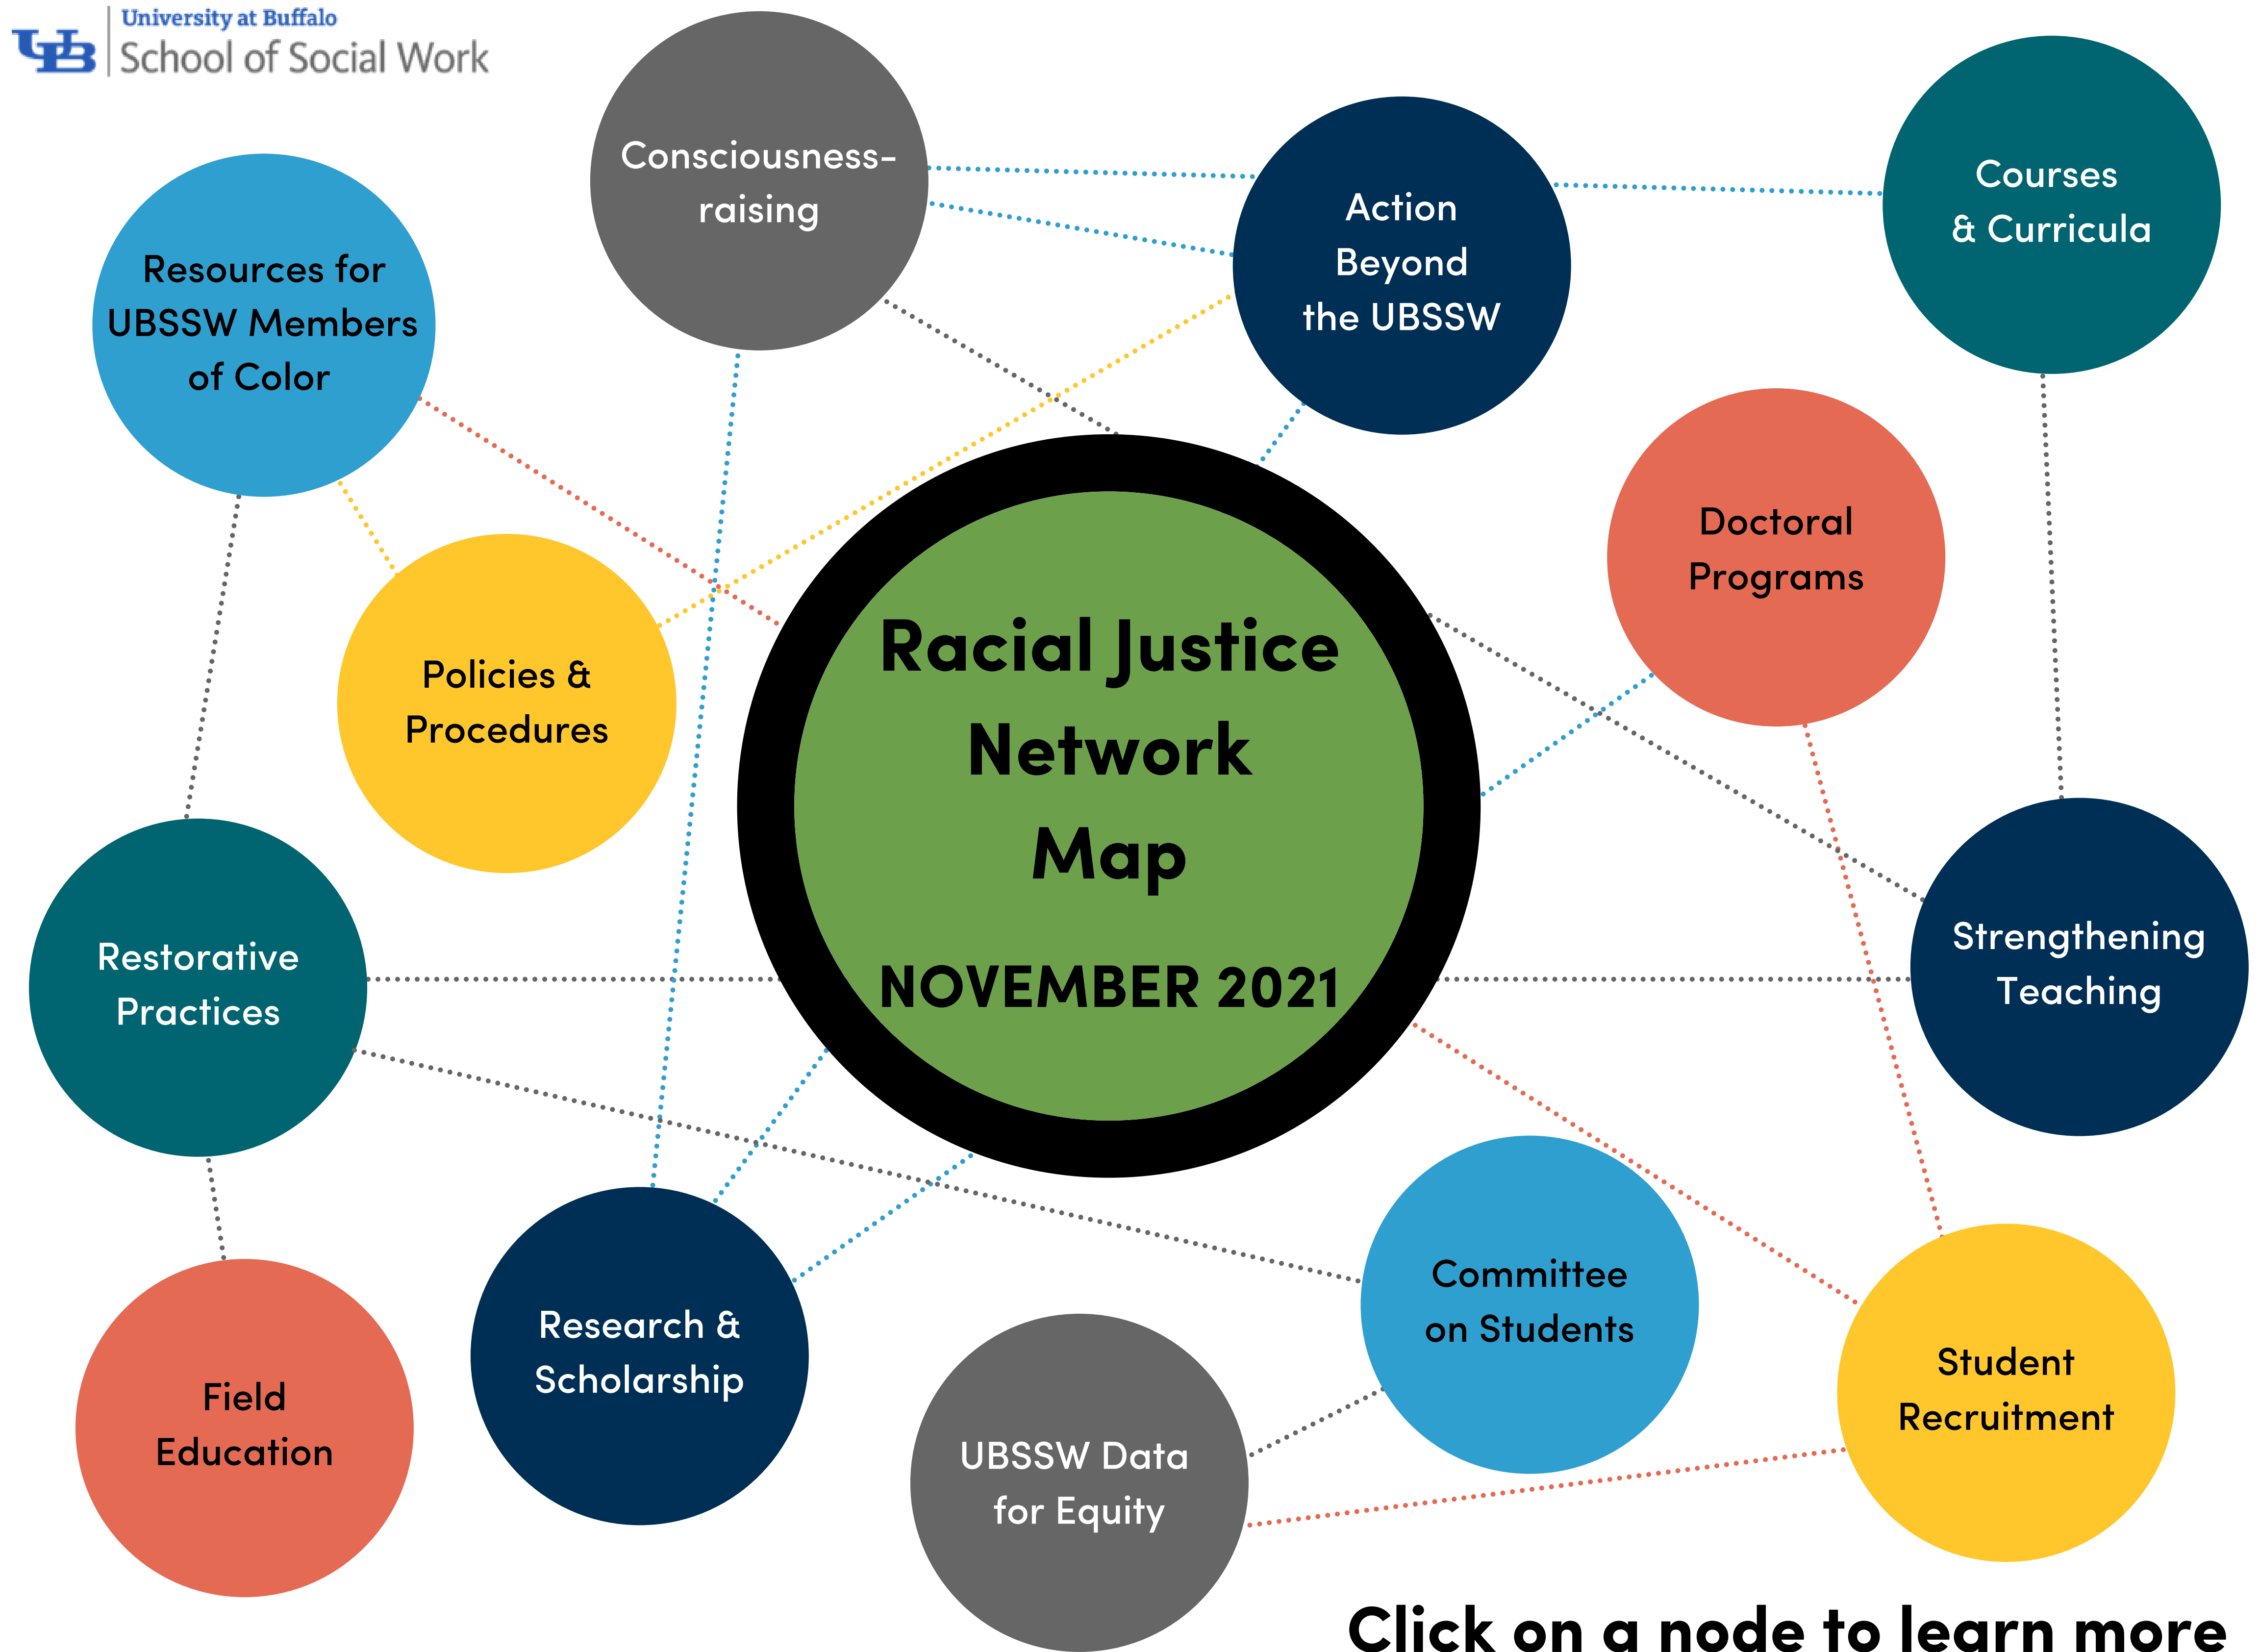 University at Buffalo
UB
School of Social Work
Consciousness-
raising
Action
Beyond
the UBSSW
Courses
& Curricula
Resources for
UBSSW Members
of Color
Doctoral
Programs
Policies &
Procedures
Racial Justice
Network
Map
NOVEMBER 2021
Restorative
Practices
Strengthening
Teaching
Committee
on Students
Research &
Scholarship
Student
Recruitment
Field
Education
UBSSW Data
for Equity
Click on a node to learn more